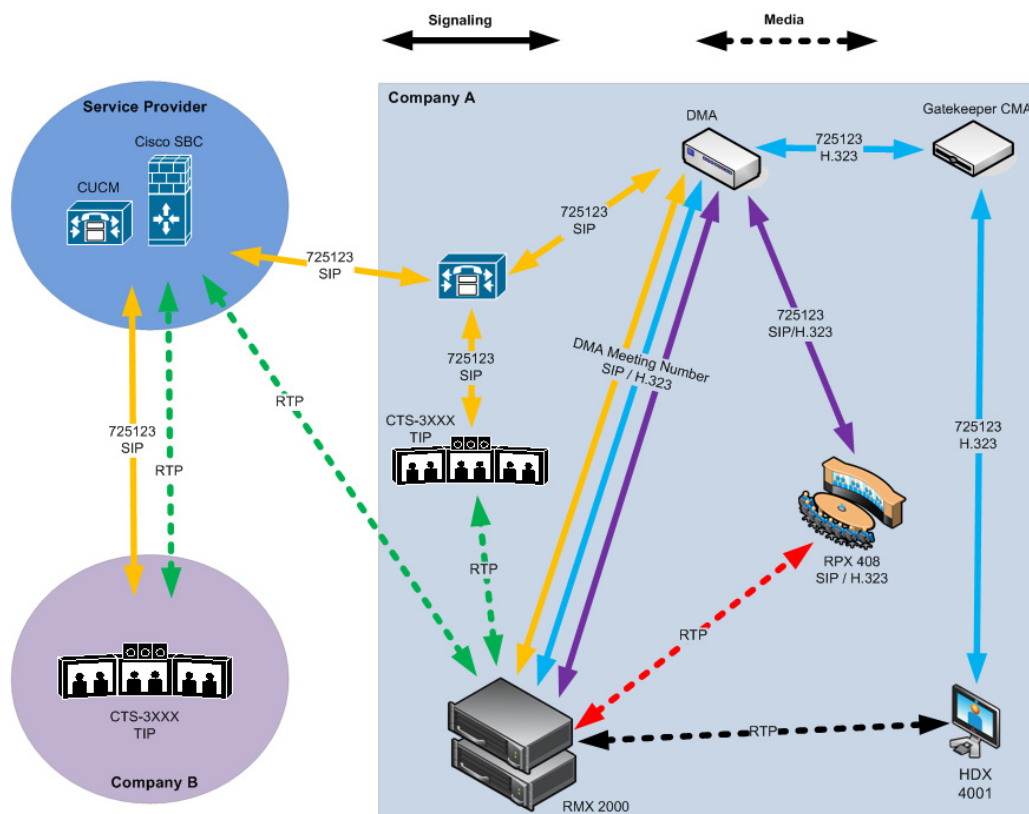 Signaling
Media
Service Provider
Cisco SBC
CUCM
Company A
DMA
Gatekeeper CMA
725123
H.323
725123
SIP
725123
SIP
725123
SIP
CTS-3XXX
TIP
DMA Meeting Number
SIP / H.323
725123
SIP/H.323
725123
H.323
RTP
725123
SIP
RTP
RTP
RPX 408
SIP / H.323
RTP
CTS-3XXX
TIP
Company B
RMX 2000
RTP
HDX
4001